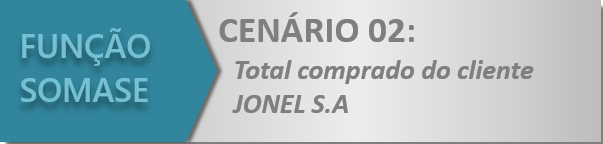 FUNÇÃO
SOMASE
CENÁRIO 02:
Total comprado do cliente
JONEL S.A